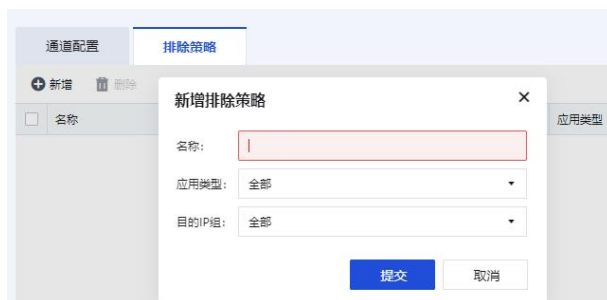 通道配置 排除策略
新增 删除
名称 应用类型
新增排除策略
名称:
应用类型: 全部
目的IP组: 全部
提交 取消